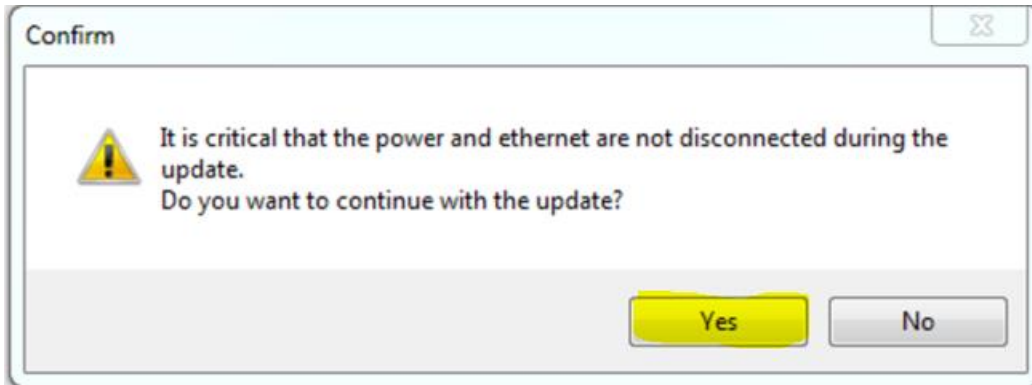 Confirm
It is critical that the power and ethernet are not disconnected during the
update.
Do you want to continue with the update?
Yes
No